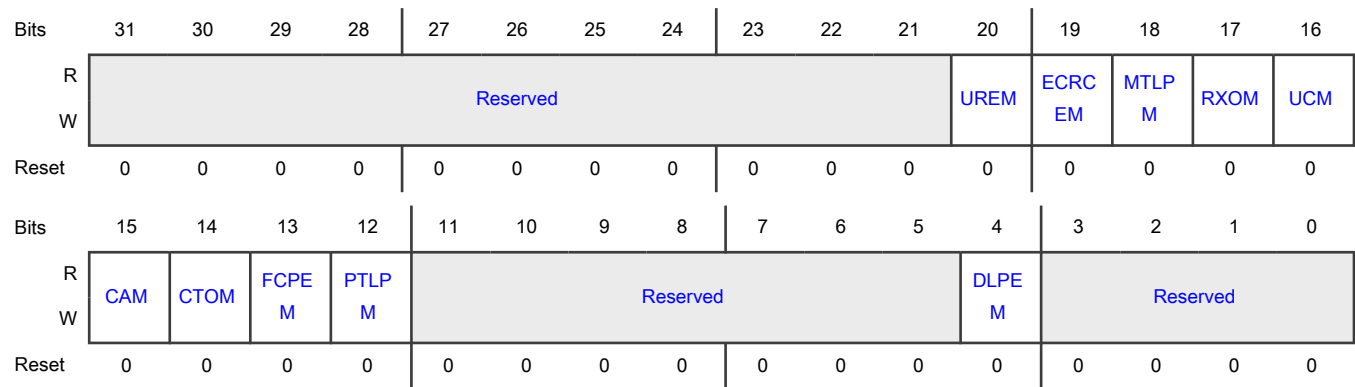 Bits 31 30 29 28 27 26 25 24 23 22 21 20 19 18 17 16
R
Reserved UREM ECRC EM MTLP M RXOM UCM
W
Reset 0 0 0 0 0 0 0 0 0 0 0 0 0 0 0 0
Bits 15 14 13 12 11 10 9 8 7 6 5 4 3 2 1 0
R
CAM CTOM FCPE M PTLP M Reserved DLPE M Reserved
W
Reset 0 0 0 0 0 0 0 0 0 0 0 0 0 0 0 0